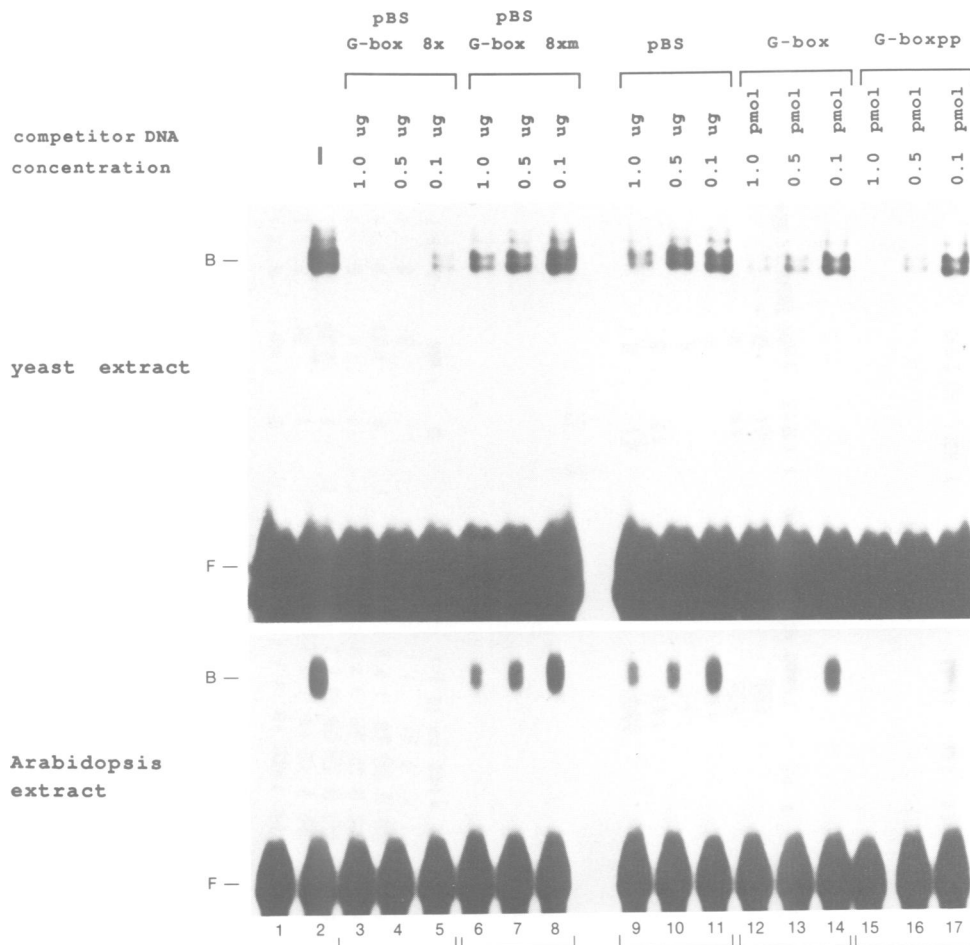 pBS pBS
G-box 8x G-box 8xm pBS G-box G-boxpp
competitor DNA
concentration
– 1.0 ug 0.5 ug 0.1 ug 1.0 ug 0.5 ug 0.1 ug 1.0 ug 0.5 ug 0.1 ug 1.0 pmol 0.5 pmol 0.1 pmol 1.0 pmol 0.5 pmol 0.1 pmol
B –
yeast extract
F –
B –
Arabidopsis
extract
F –
1 2 3 4 5 6 7 8 9 10 11 12 13 14 15 16 17